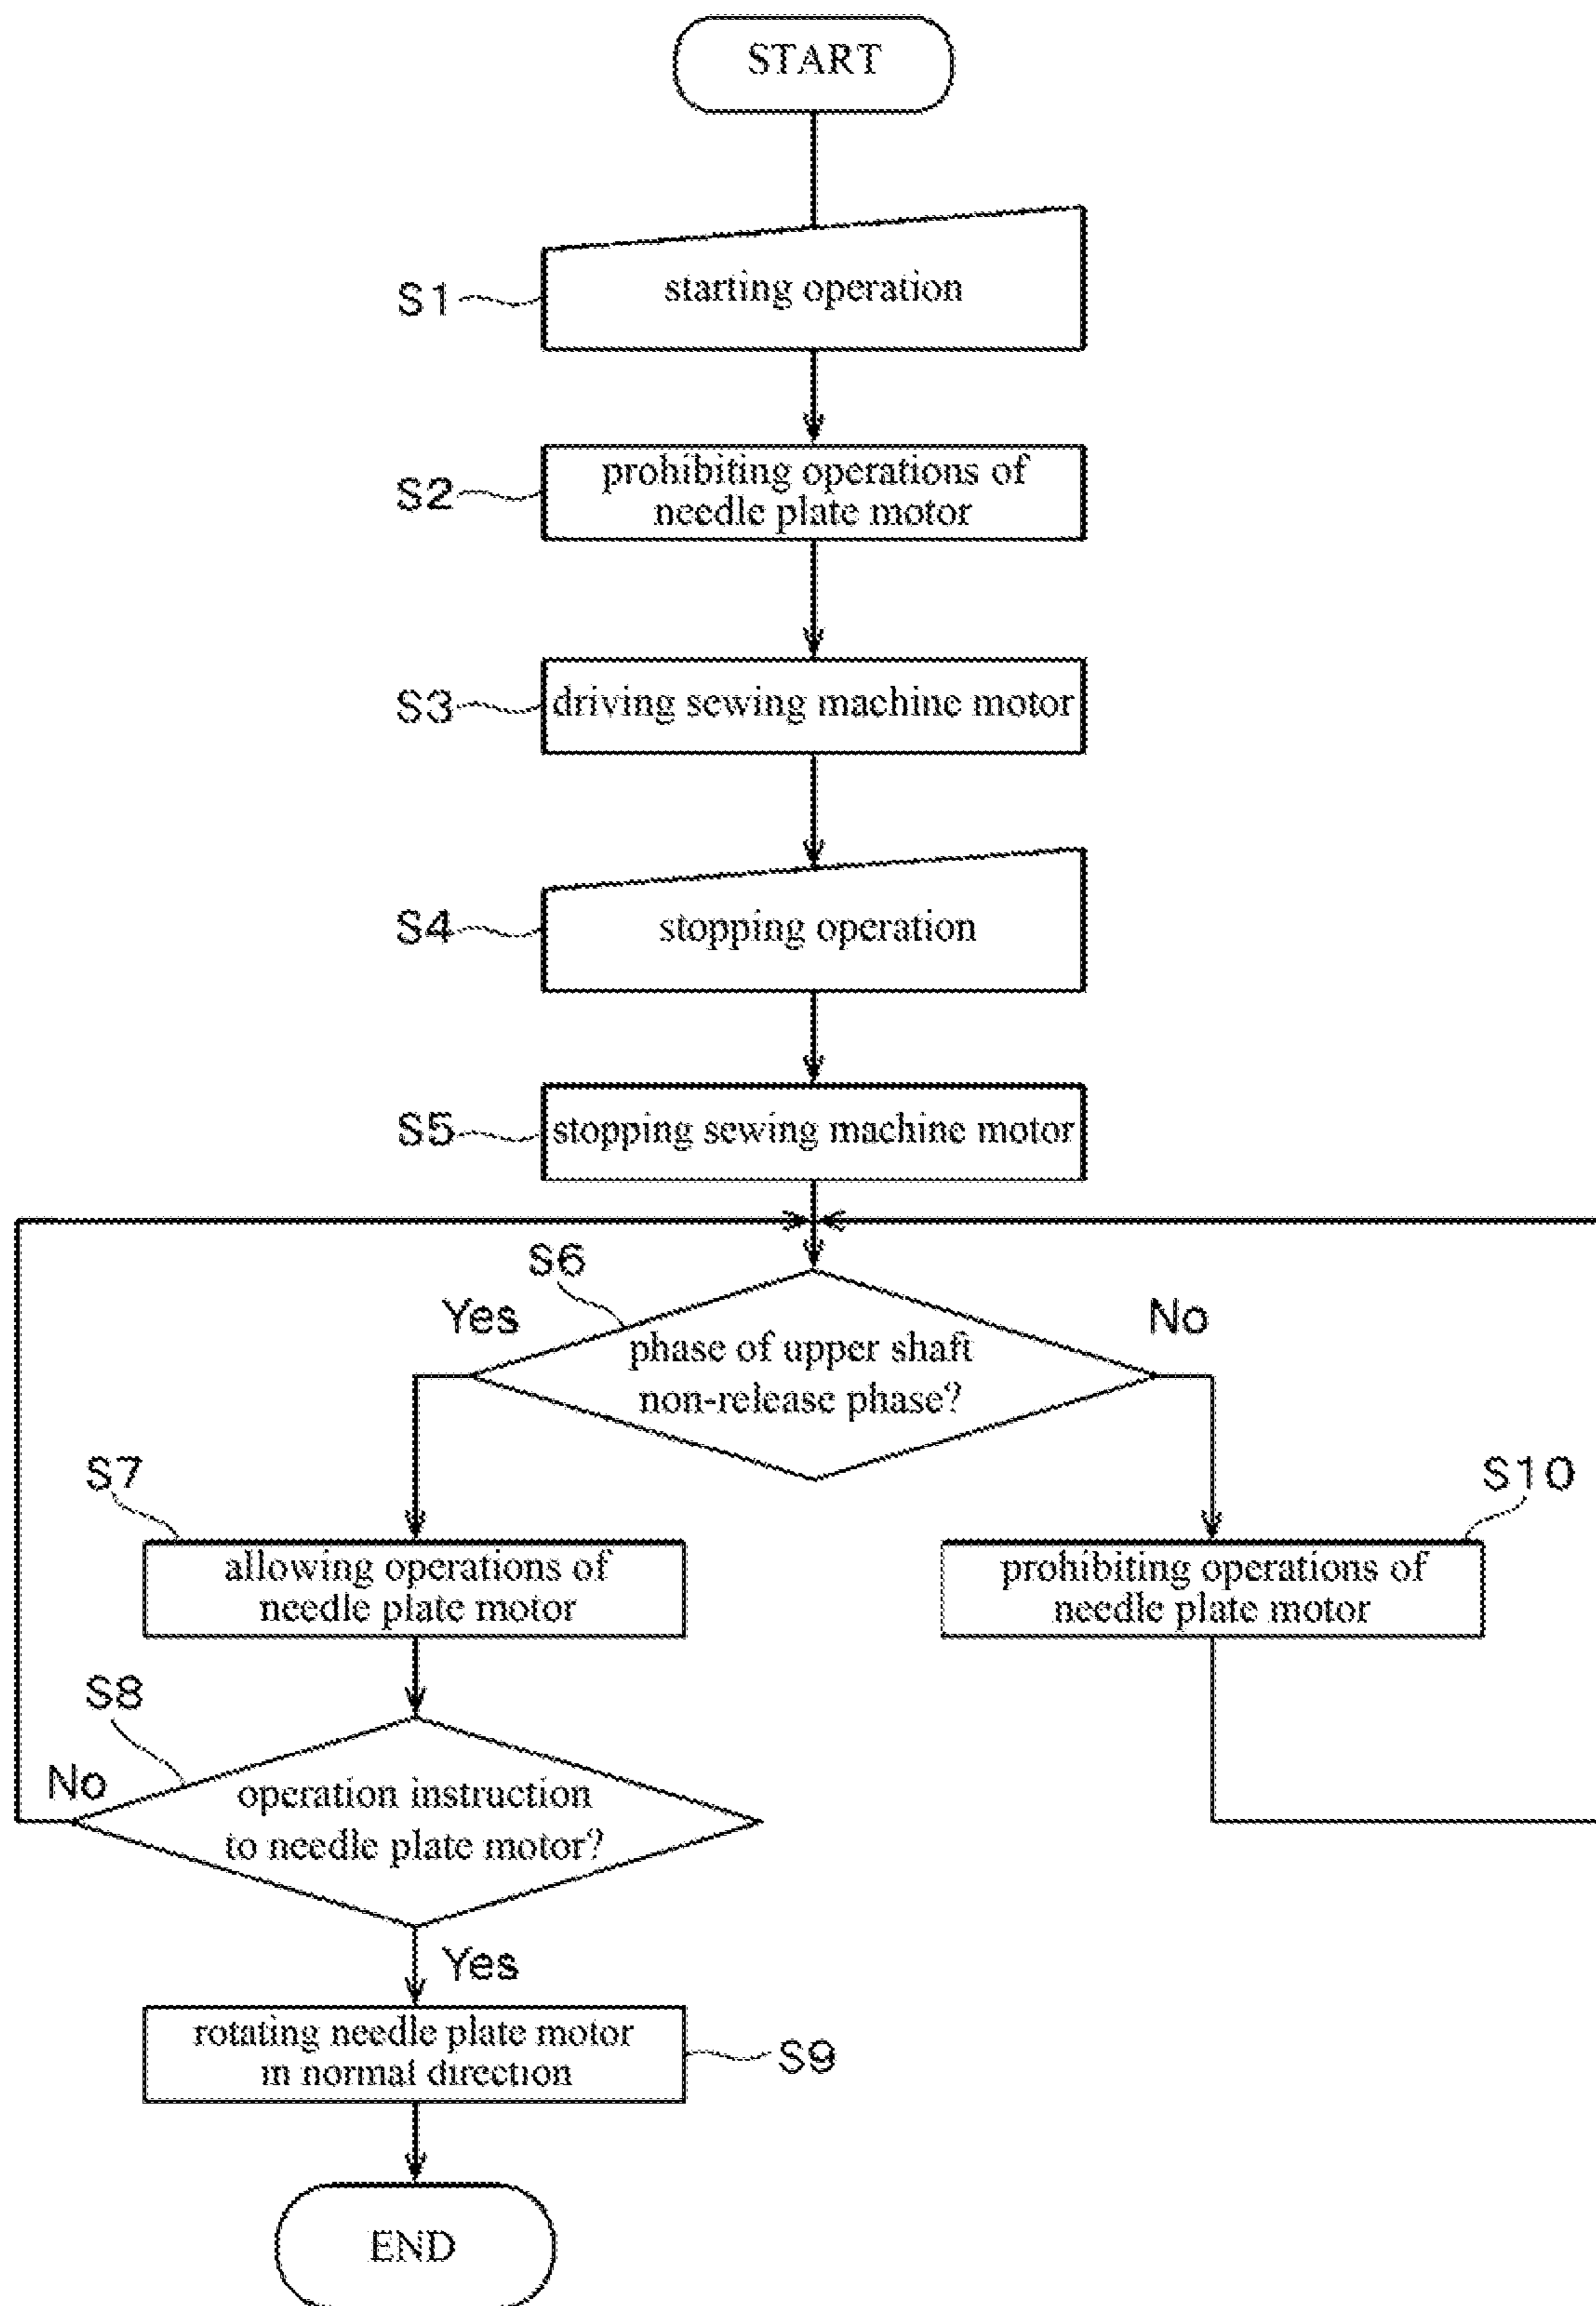 START
S1
starting operation
S2
prohibiting operations of
needle plate motor
S3
driving sewing machine motor
S4
stopping operation
S5
stopping sewing machine motor
S6
Yes
No
phase of upper shaft
non-release phase?
S7
S10
allowing operations of
needle plate motor
prohibiting operations of
needle plate motor
S8
No
operation instruction
to needle plate motor?
Yes
rotating needle plate motor
in normal direction
S9
END